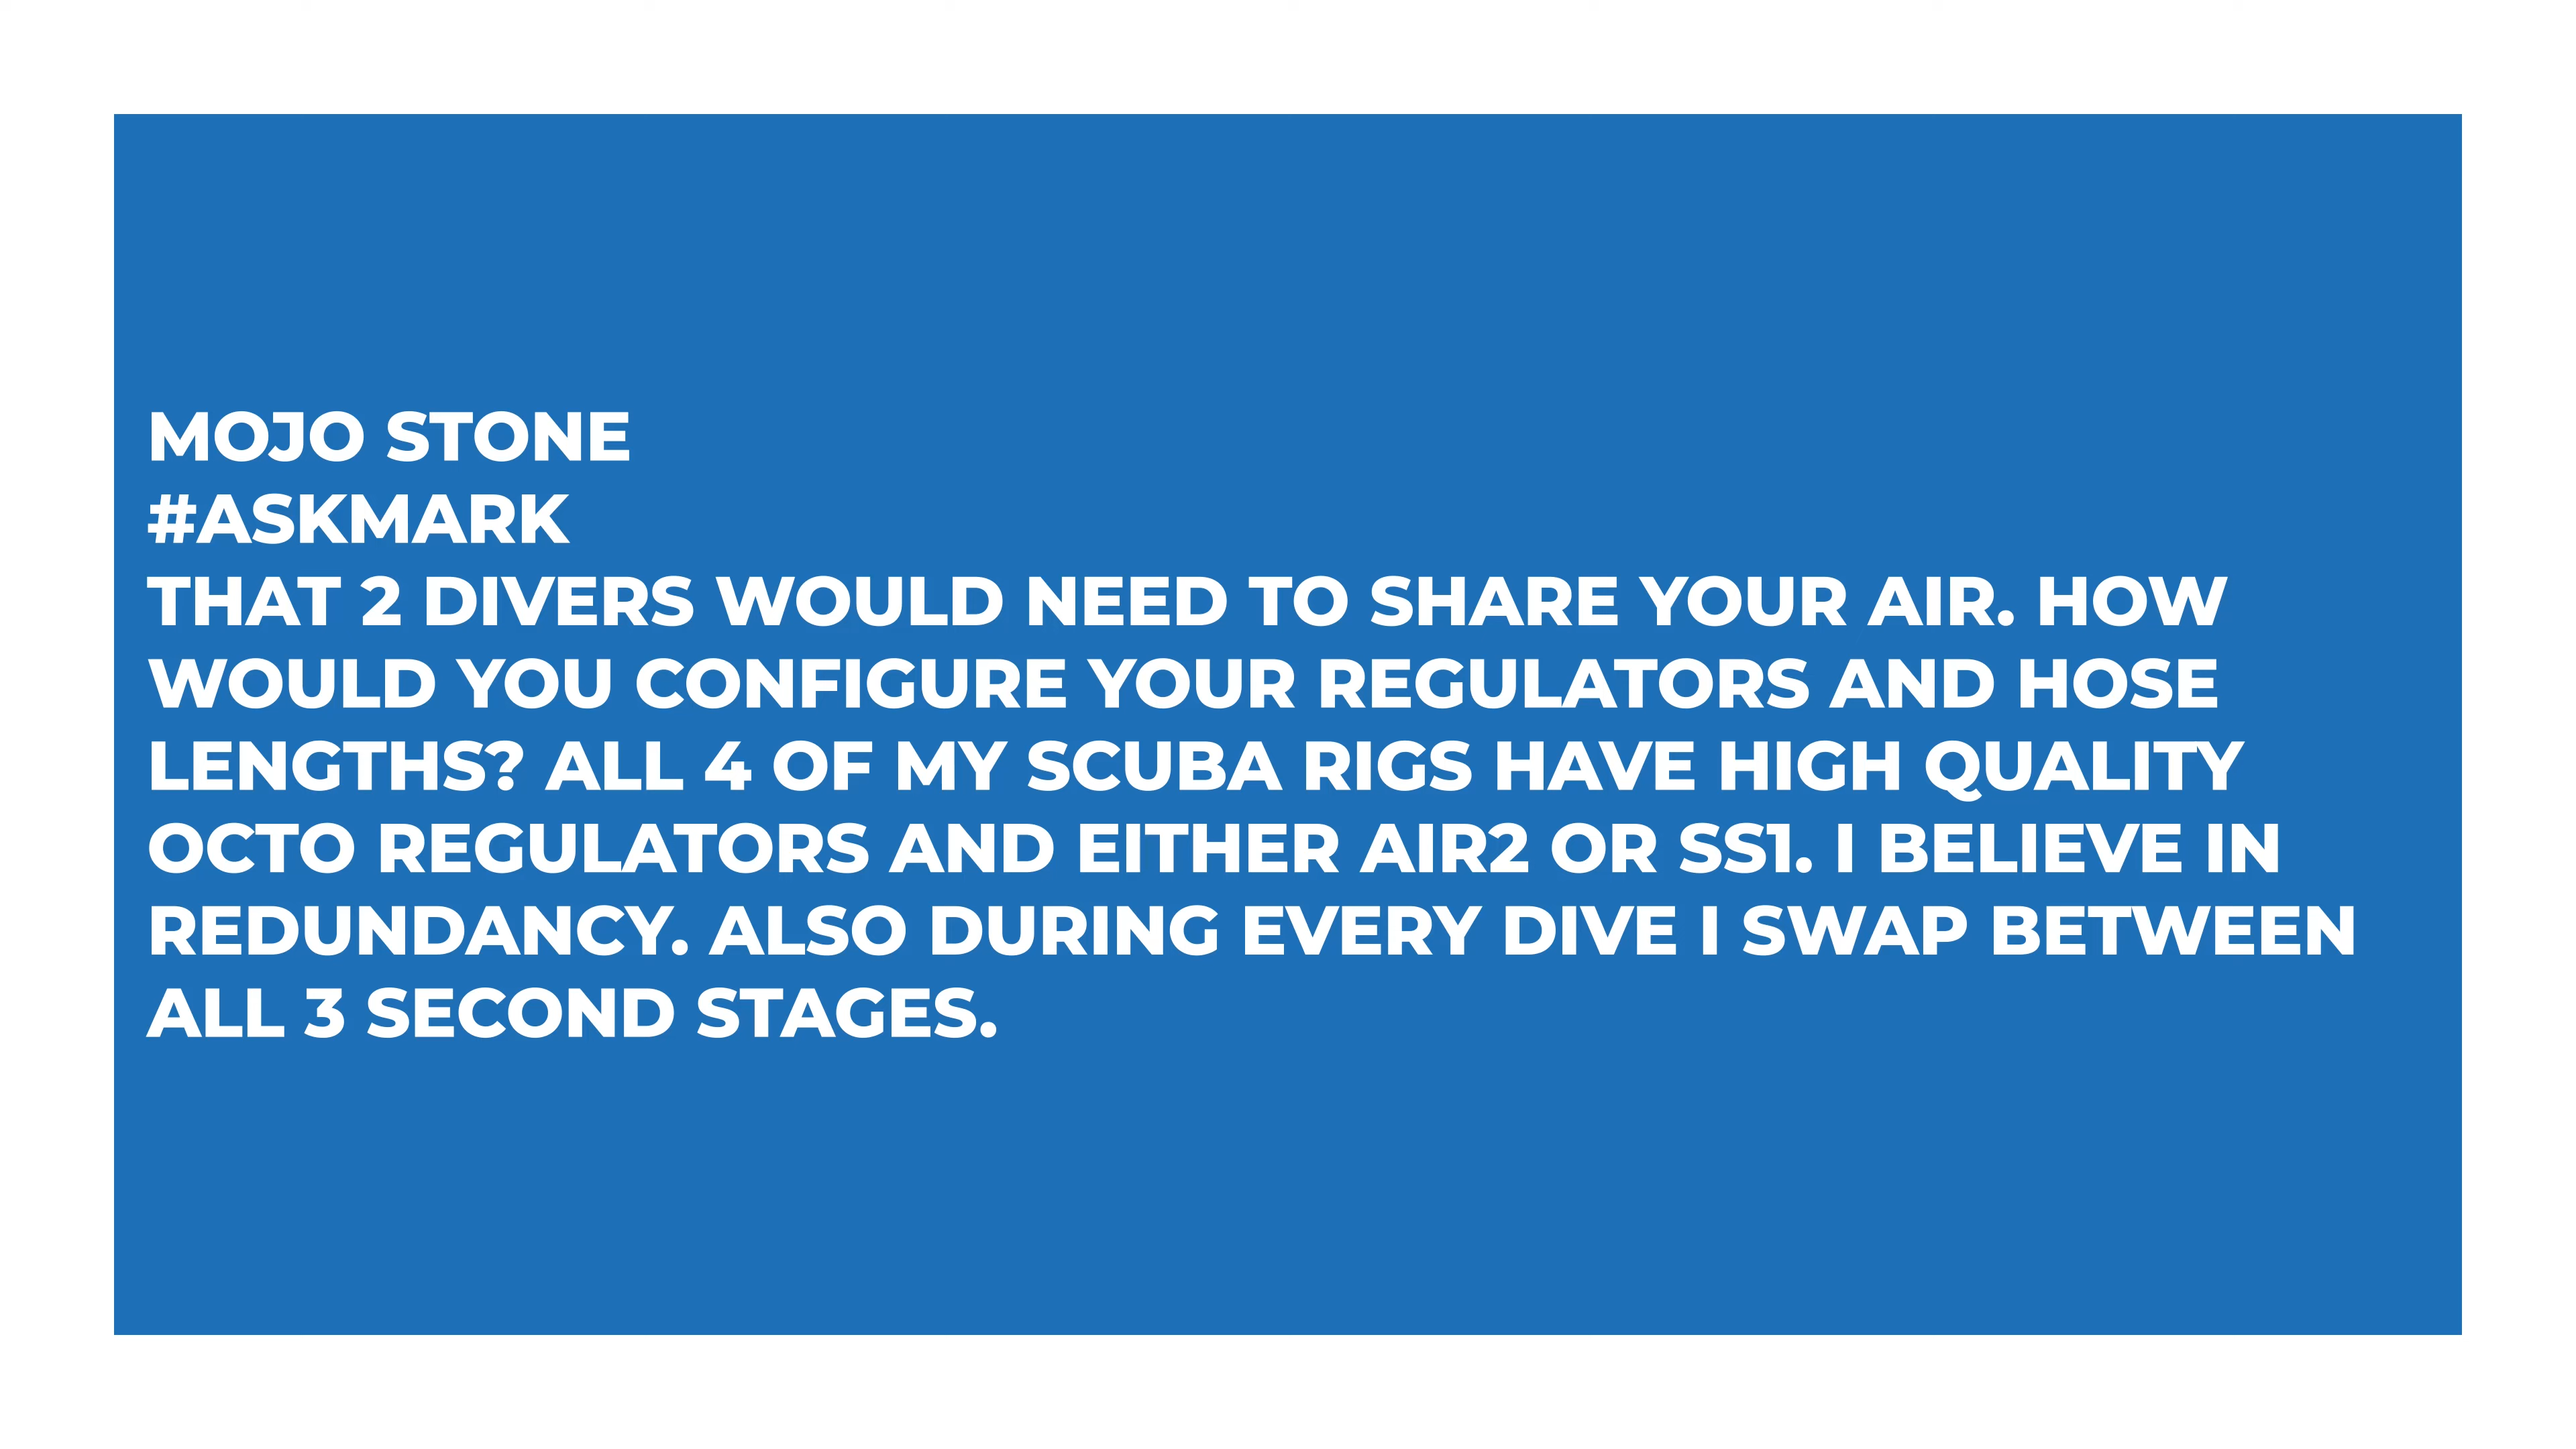 MOJO STONE
#ASKMARK
THAT 2 DIVERS WOULD NEED TO SHARE YOUR AIR. HOW
WOULD YOU CONFIGURE YOUR REGULATORS AND HOSE
LENGTHS? ALL 4 OF MY SCUBA RIGS HAVE HIGH QUALITY
OCTO REGULATORS AND EITHER AIR2 OR SS1. I BELIEVE IN
REDUNDANCY. ALSO DURING EVERY DIVE I SWAP BETWEEN
ALL 3 SECOND STAGES.